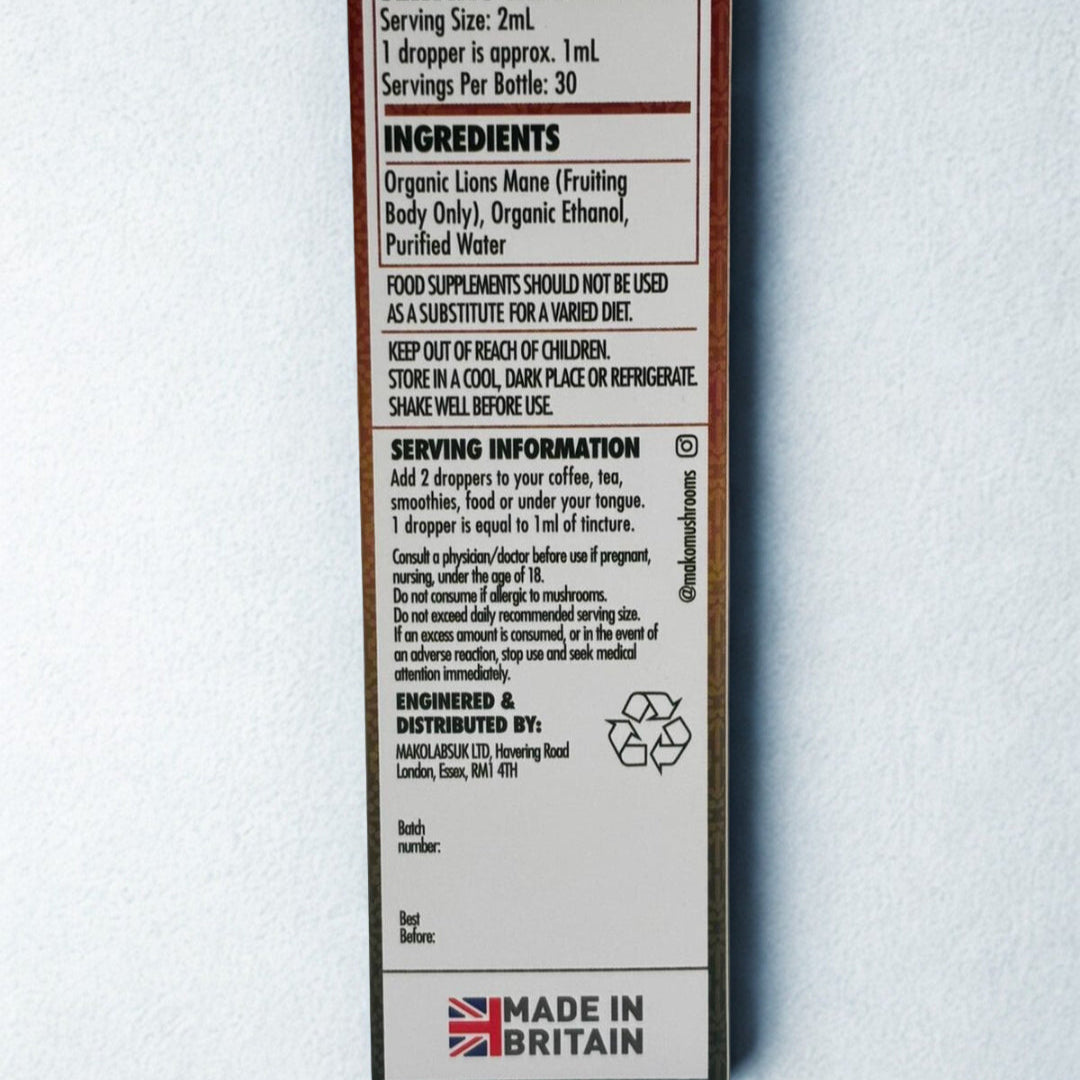 Serving Size: 2mL
1 dropper is approx. 1mL
Servings Per Bottle: 30
INGREDIENTS
Organic Lions Mane (Fruiting
Body Only), Organic Ethanol,
Purified Water
FOOD SUPPLEMENTS SHOULD NOT BE USED
AS A SUBSTITUTE FOR A VARIED DIET.
KEEP OUT OF REACH OF CHILDREN.
STORE IN A COOL, DARK PLACE OR REFRIGERATE.
SHAKE WELL BEFORE USE.
SERVING INFORMATION
Add 2 droppers to your coffee, tea,
smoothies, food or under your tongue.
1 dropper is equal to 1ml of tincture.
@makomushrooms
Consult a physician/doctor before use if pregnant,
nursing, under the age of 18.
Do not consume if allergic to mushrooms.
Do not exceed daily recommended serving size.
If an excess amount is consumed, or in the event of
an adverse reaction, stop use and seek medical
attention immediately.
ENGINERED &
DISTRIBUTED BY:
MAKOLABSUK LTD, Havering Road
London, Essex, RM1 4TH
Batch
number:
Best
Before:
MADE IN
BRITAIN